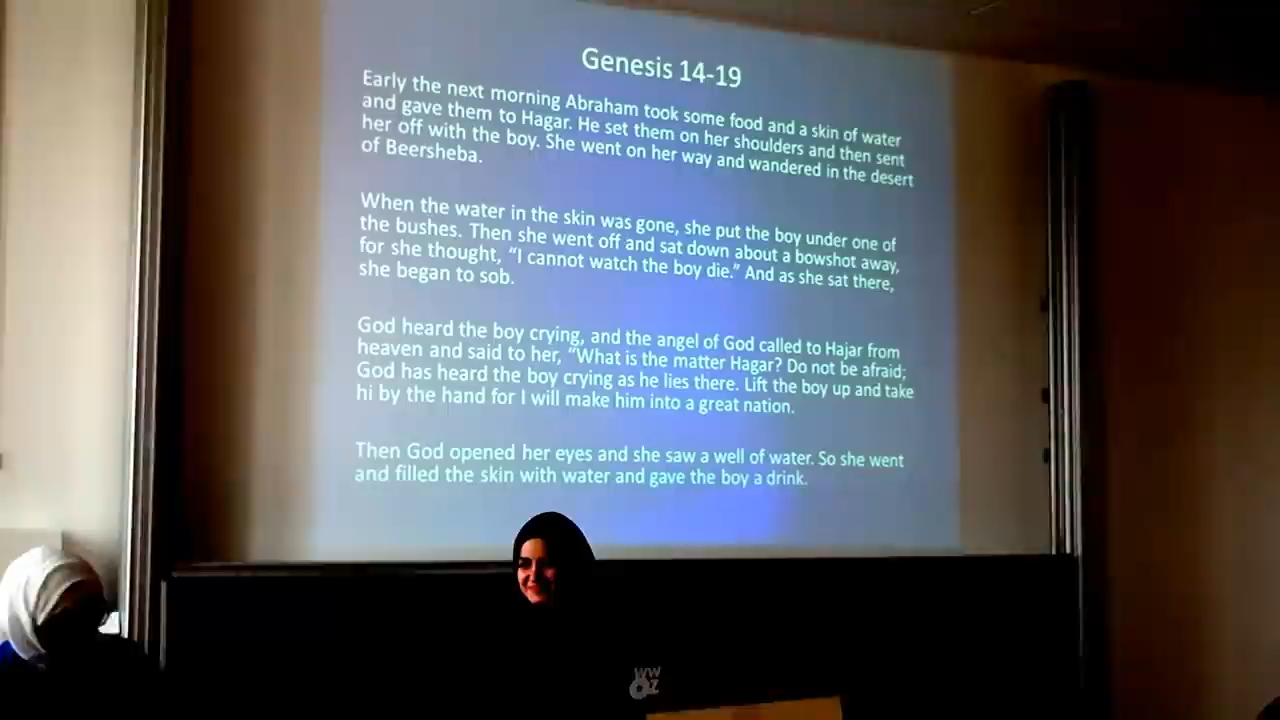 Genesis 14-19
Early the next morning Abraham took some food and a skin of water
and gave them to Hagar. He set them on her shoulders and then sent
her off with the boy. She went on her way and wandered in the desert
of Beersheba.
When the water in the skin was gone, she put the boy under one of
the bushes. Then she went off and sat down about a bowshot away,
for she thought, “I cannot watch the boy die.” And as she sat there,
she began to sob.
God heard the boy crying, and the angel of God called to Hajar from
heaven and said to her, “What is the matter Hagar? Do not be afraid;
God has heard the boy crying as he lies there. Lift the boy up and take
hi by the hand for I will make him into a great nation.
Then God opened her eyes and she saw a well of water. So she went
and filled the skin with water and gave the boy a drink.